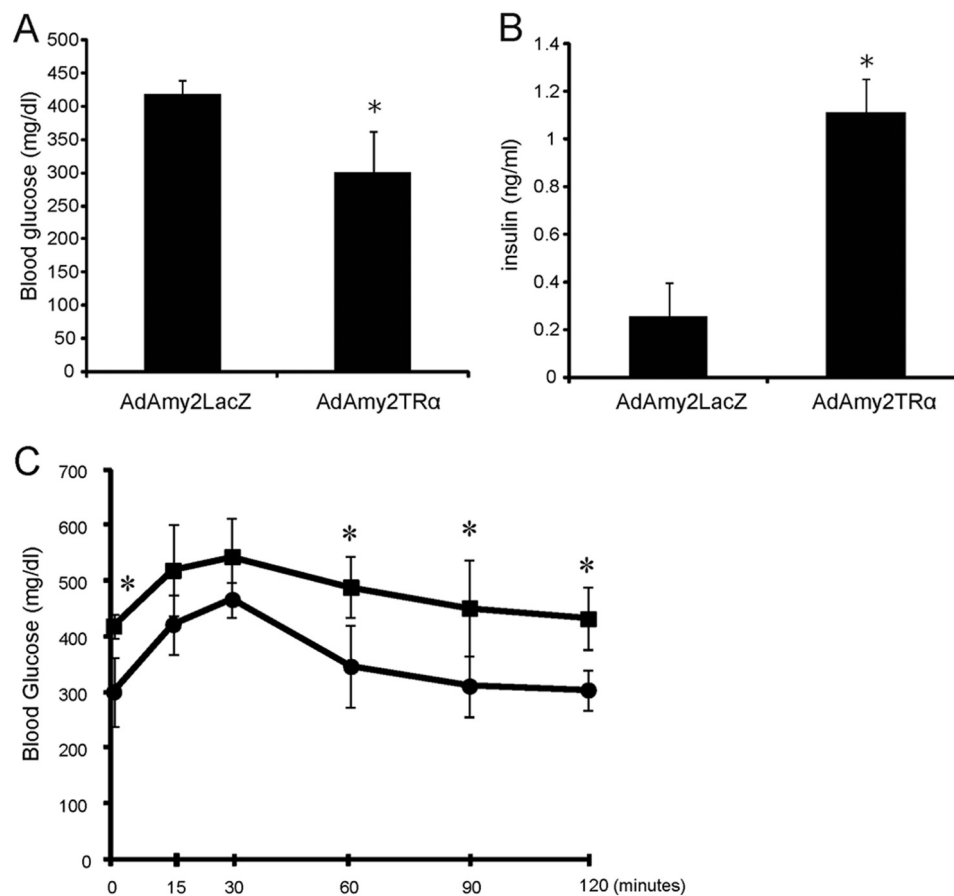 A
Blood glucose (mg/dl)
500
450
400
350
300
250
200
150
100
50
0
*
AdAmy2LacZ
AdAmy2TRα
B
insulin (ng/ml)
1.4
1.2
1
0.8
0.6
0.4
0.2
0
*
AdAmy2LacZ
AdAmy2TRα
C
Blood Glucose (mg/dl)
700
600
500
400
300
200
100
0
* * * *
0 15 30 60 90 120 (minutes)